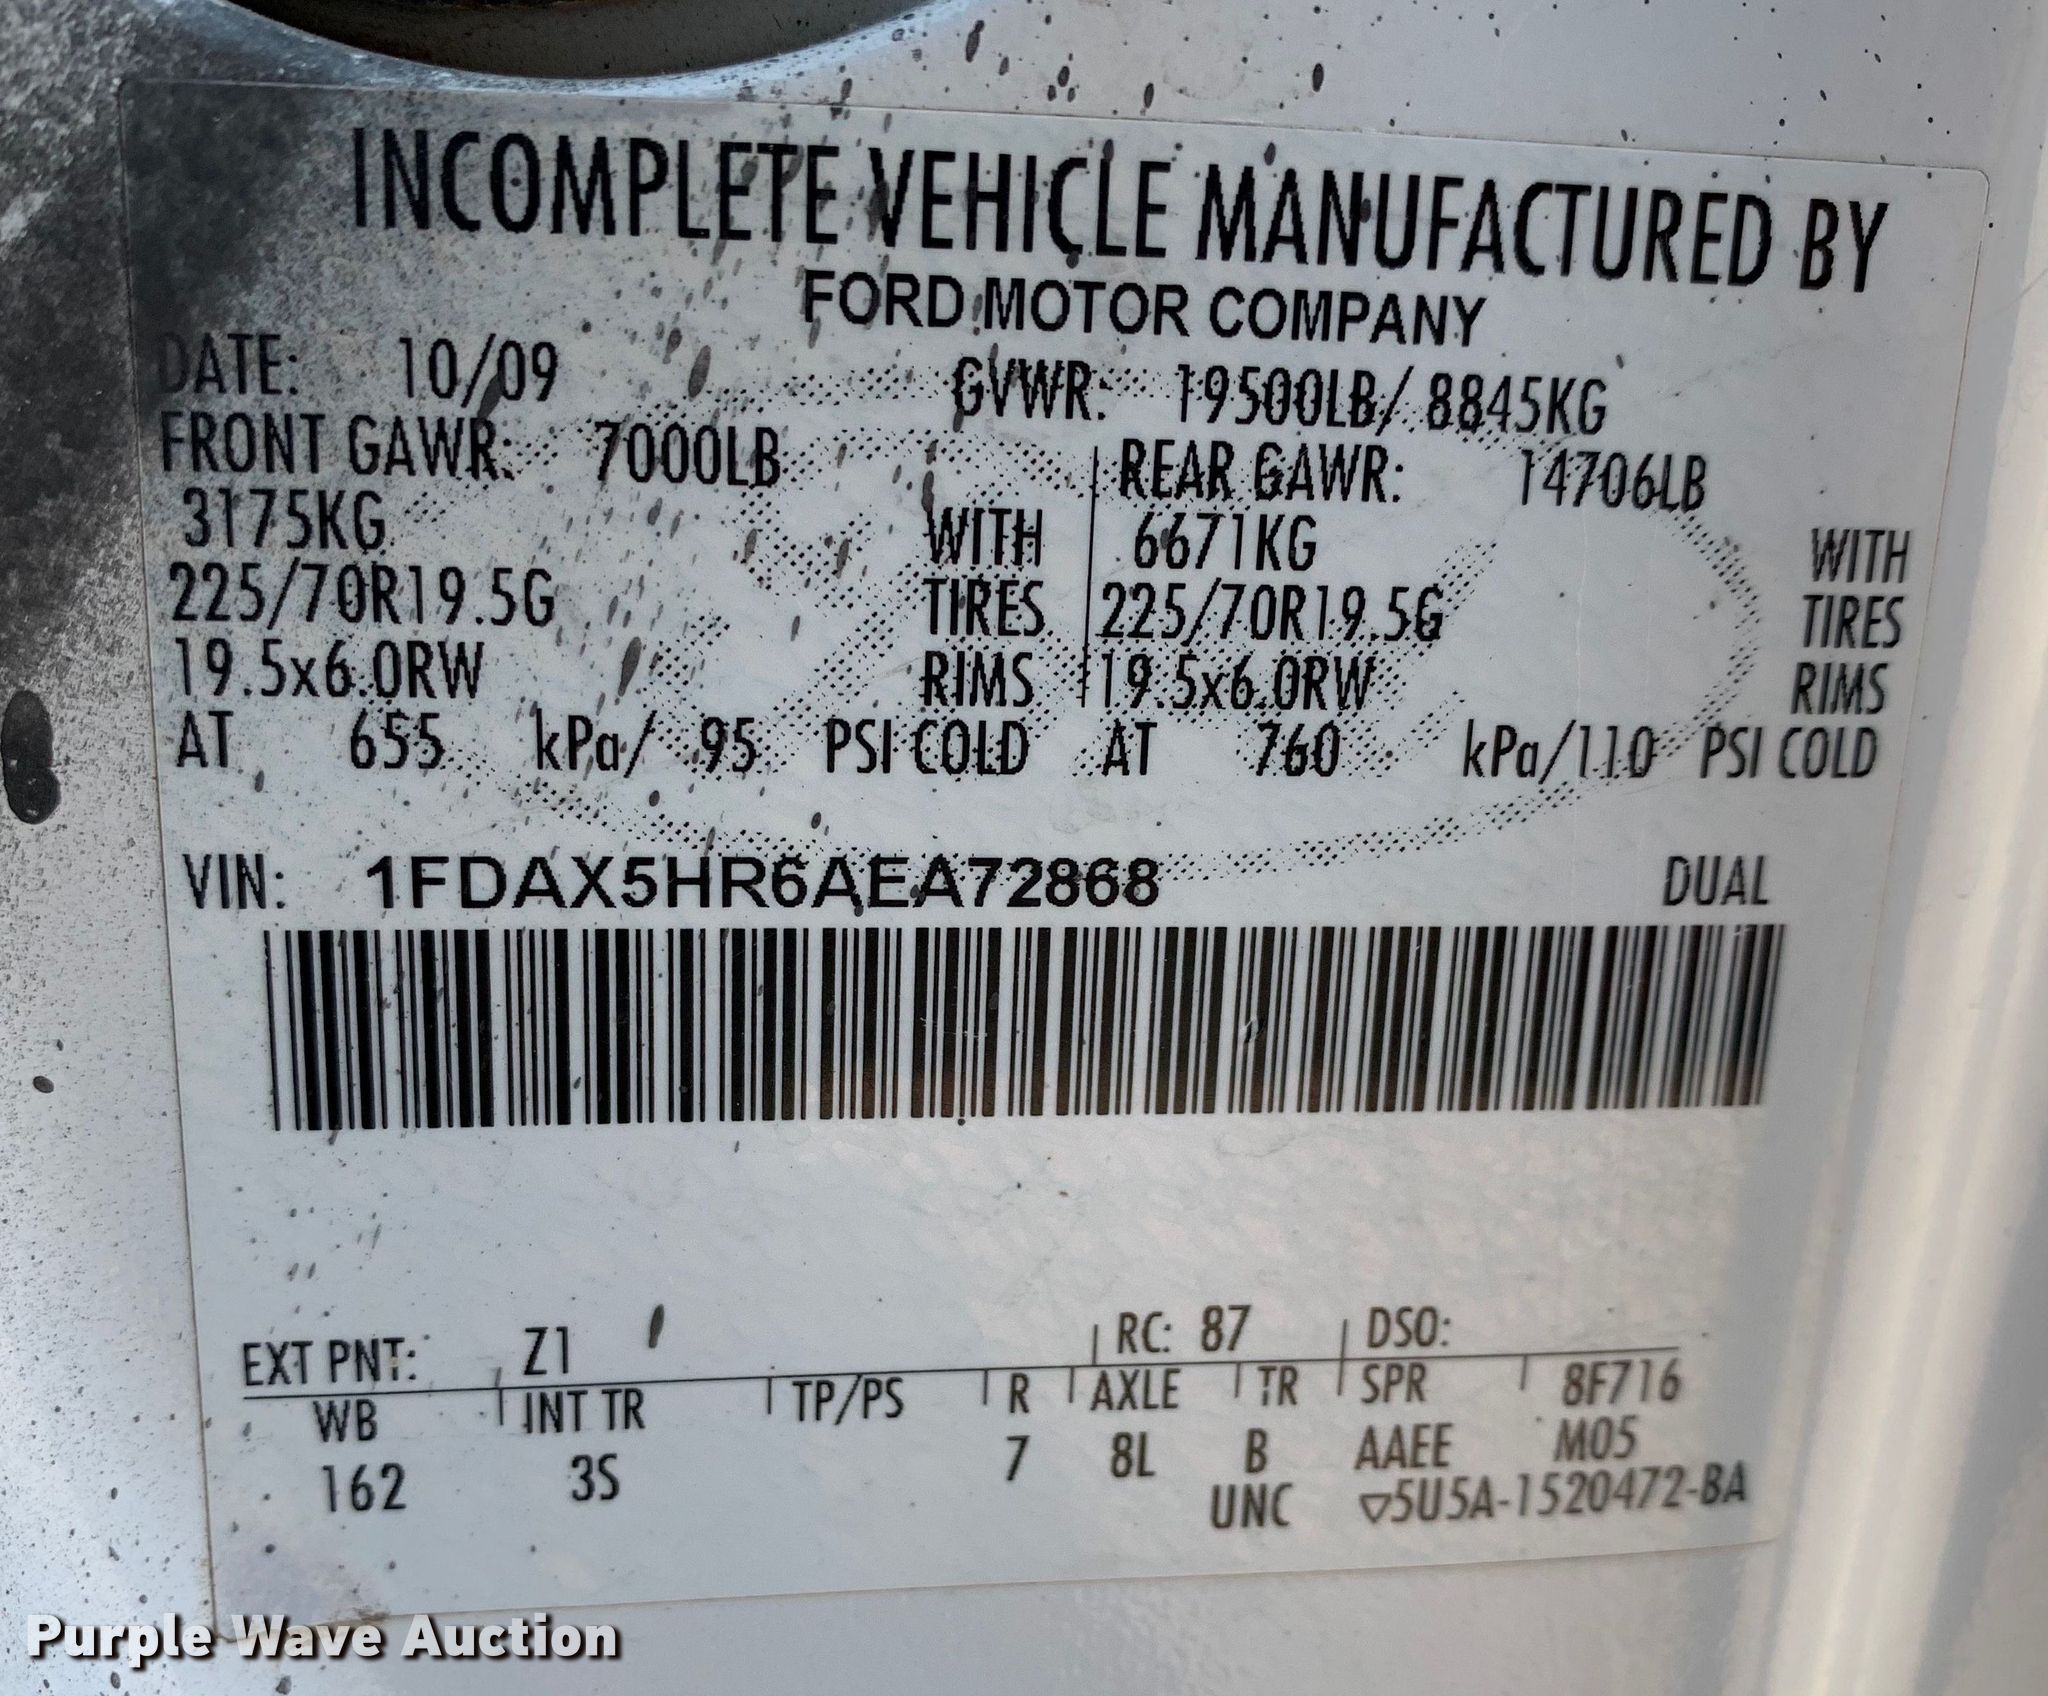 INCOMPLETE VEHICLE MANUFACTURED BY
FORD MOTOR COMPANY
DATE: 10/09 GVWR: 19500LB/ 8845KG
FRONT GAWR: 7000LB REAR GAWR: 14706LB
3175KG WITH 6671KG WITH
225/70R19.5G TIRES 225/70R19.5G TIRES
19.5x6.0RW RIMS 19.5x6.0RW RIMS
AT 655 kPa/ 95 PSI COLD AT 760 kPa/110 PSI COLD
VIN: 1FDAX5HR6AEA72868 DUAL
EXT PNT: Z1 RC: 87 DSO:
WB INT TR TP/PS R AXLE TR SPR 8F716
162 3S 7 8L B AAEE M05
UNC ▽5U5A-1520472-BA
Purple Wave Auction